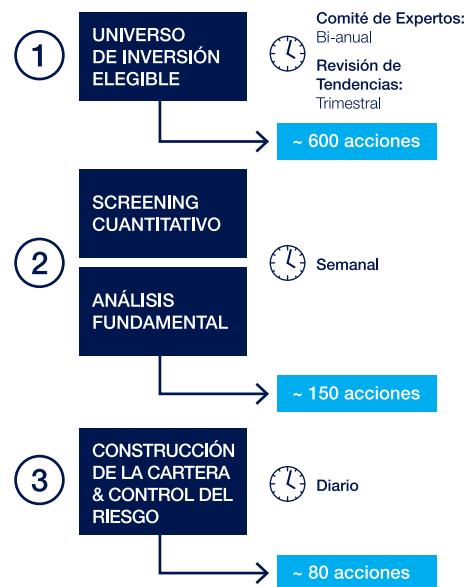 1
UNIVERSO
DE INVERSIÓN
ELEGIBLE
Comité de Expertos:
Bi-anual
Revisión de
Tendencias:
Trimestral
~ 600 acciones
2
SCREENING
CUANTITATIVO
ANÁLISIS
FUNDAMENTAL
Semanal
~ 150 acciones
3
CONSTRUCCIÓN
DE LA CARTERA
& CONTROL DEL
RIESGO
Diario
~ 80 acciones